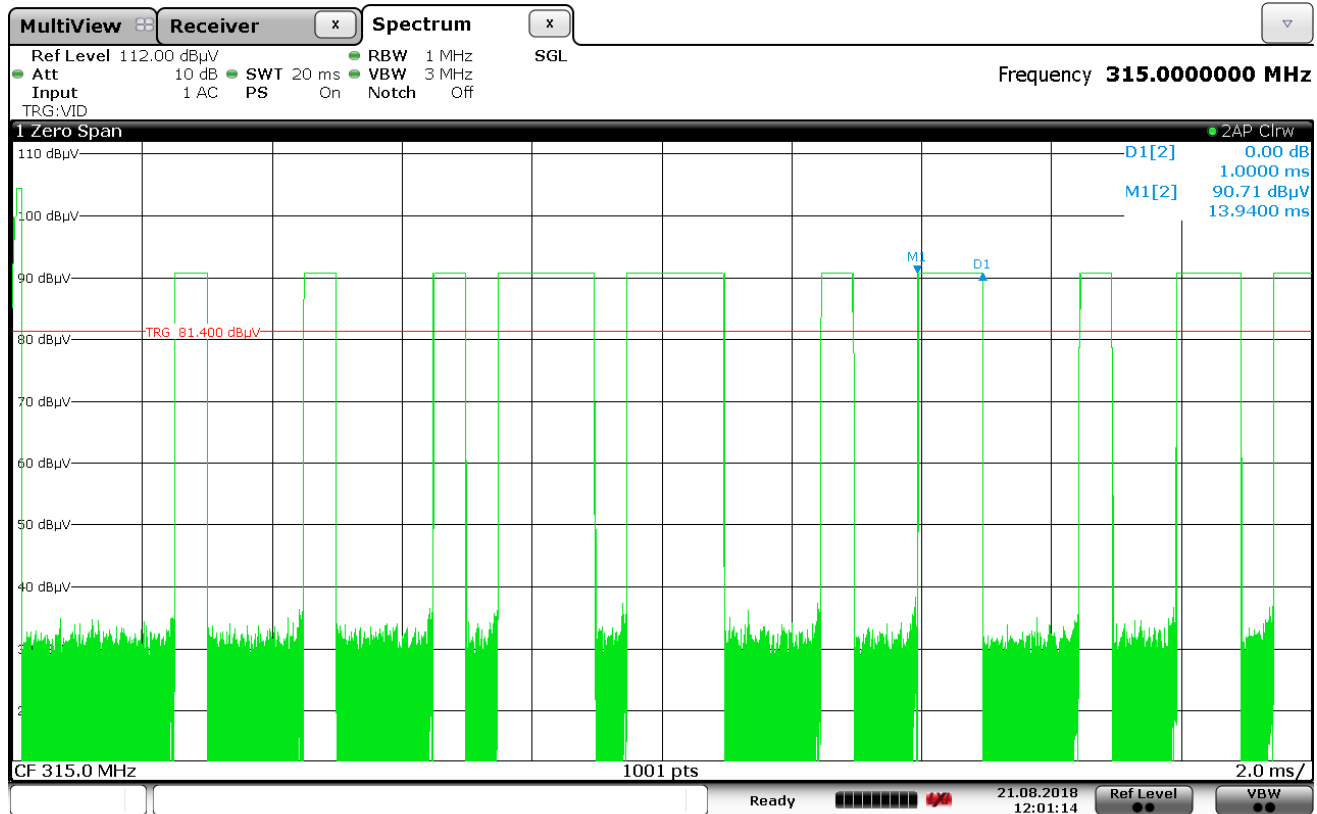 MultiView Receiver x Spectrum x
Ref Level 112.00 dBµV RBW 1 MHz SGL
Att 10 dB SWT 20 ms VBW 3 MHz Frequency 315.0000000 MHz
Input 1 AC PS On Notch Off
TRG:VID
1 Zero Span 2AP Clrw
110 dBµV D1[2] 0.00 dB
1.0000 ms
M1[2] 90.71 dBµV
100 dBµV 13.9400 ms
M1
D1
90 dBµV
TRG 81.400 dBµV
80 dBµV
70 dBµV
60 dBµV
50 dBµV
40 dBµV
CF 315.0 MHz 1001 pts 2.0 ms/
Ready 21.08.2018 Ref Level VBW
12:01:14